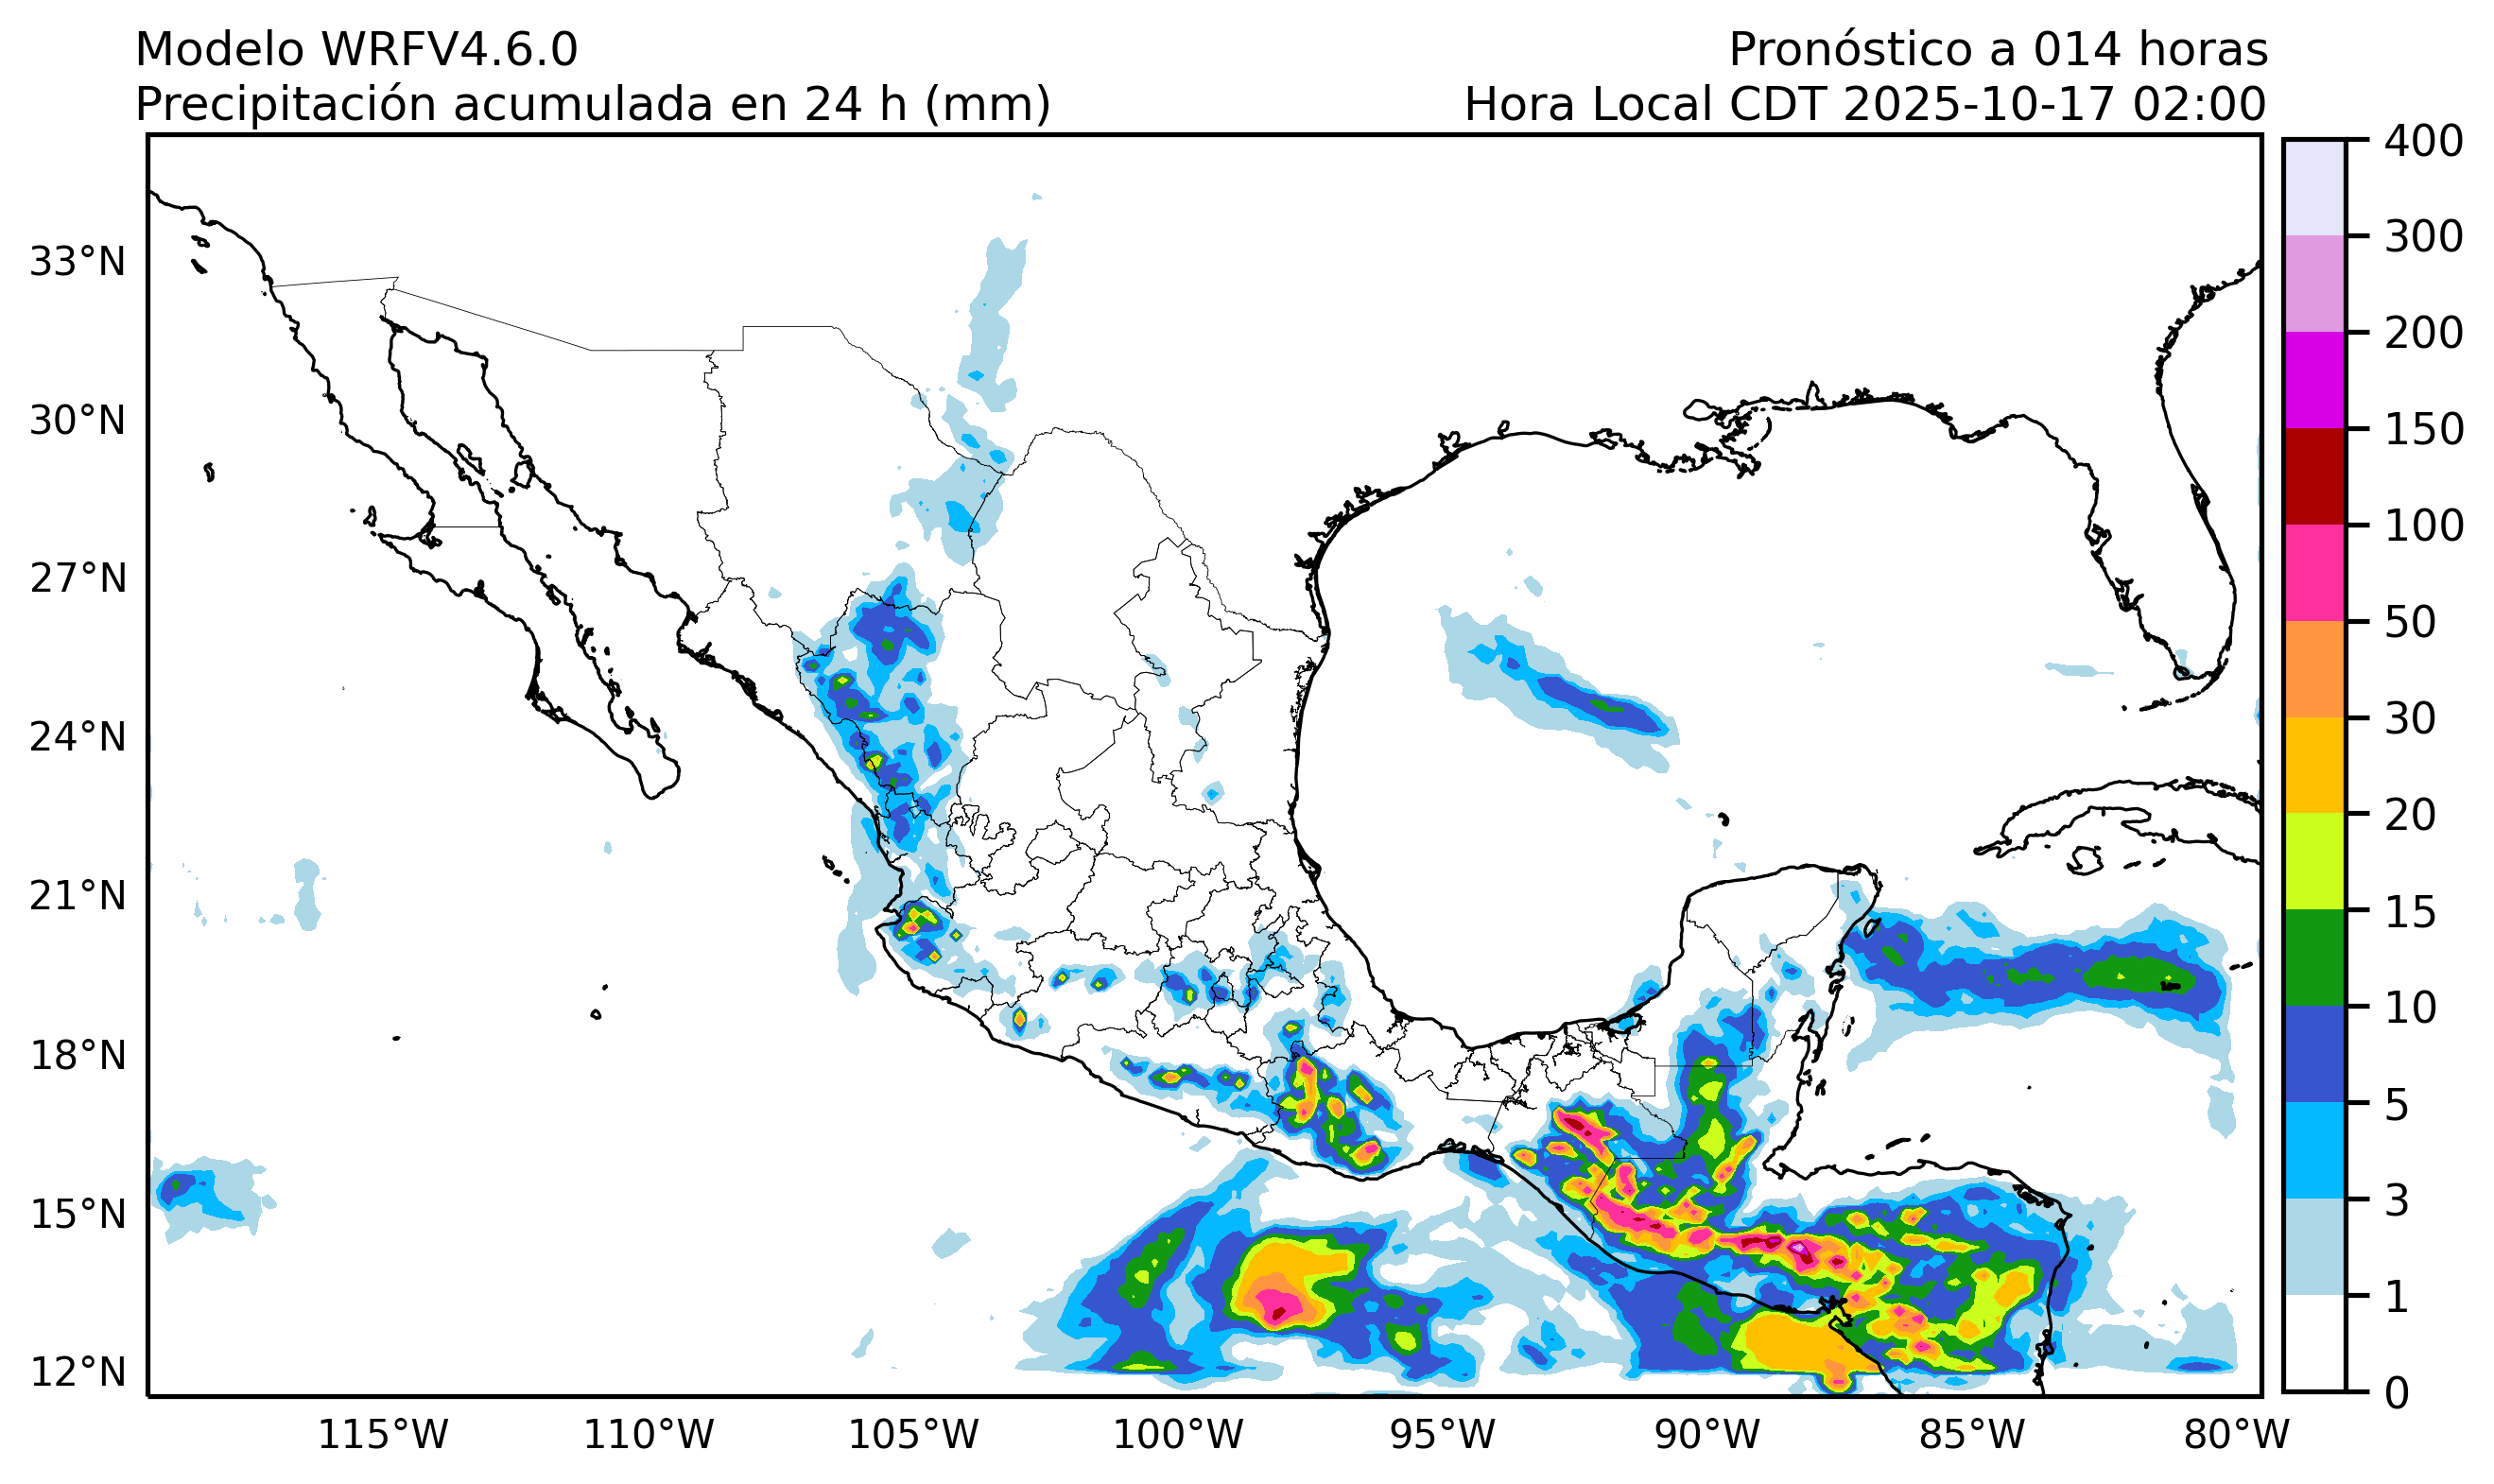 Modelo WRFV4.6.0
Pronóstico a 014 horas
Precipitación acumulada en 24 h (mm)
Hora Local CDT 2025-10-17 02:00
33°N
30°N
27°N
24°N
21°N
18°N
15°N
12°N
115°W
110°W
105°W
100°W
95°W
90°W
85°W
80°W
400
300
200
150
100
50
30
20
15
10
5
3
1
0